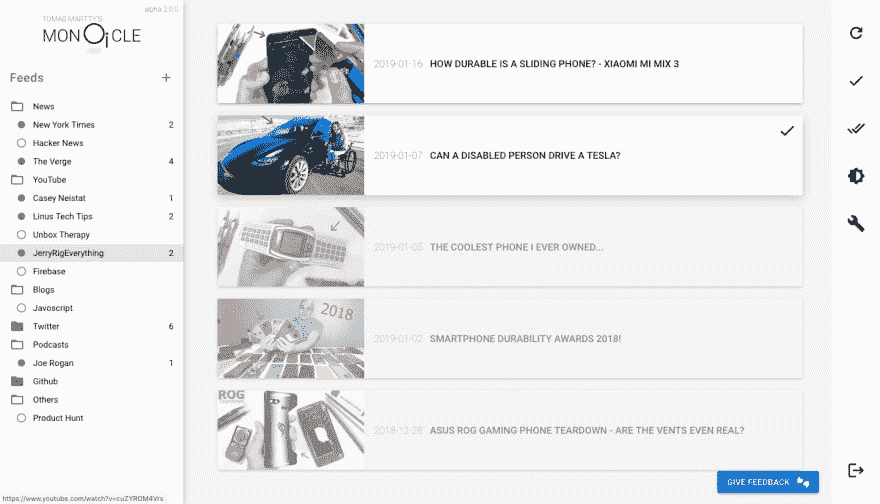 alpha 2.0.0
TOMAS MARTTY'S
MONOiCLE
Feeds
News
New York Times 2
Hacker News
The Verge 4
YouTube
Casey Neistat 1
Linus Tech Tips 2
Unbox Therapy
JerryRigEverything 2
Firebase
Blogs
Javoscript
Twitter 6
Podcasts
Joe Rogan 1
Github
Others
Product Hunt
https://www.youtube.com/watch?v=cuZYROM4Vrs
2019-01-16 HOW DURABLE IS A SLIDING PHONE? - XIAOMI MI MIX 3
2019-01-07 CAN A DISABLED PERSON DRIVE A TESLA?
2019-01-05 THE COOLEST PHONE I EVER OWNED...
2018
2019-01-02 SMARTPHONE DURABILITY AWARDS 2018!
ROG
2018-12-28 ASUS ROG GAMING PHONE TEARDOWN - ARE THE VENTS EVEN REAL?
GIVE FEEDBACK